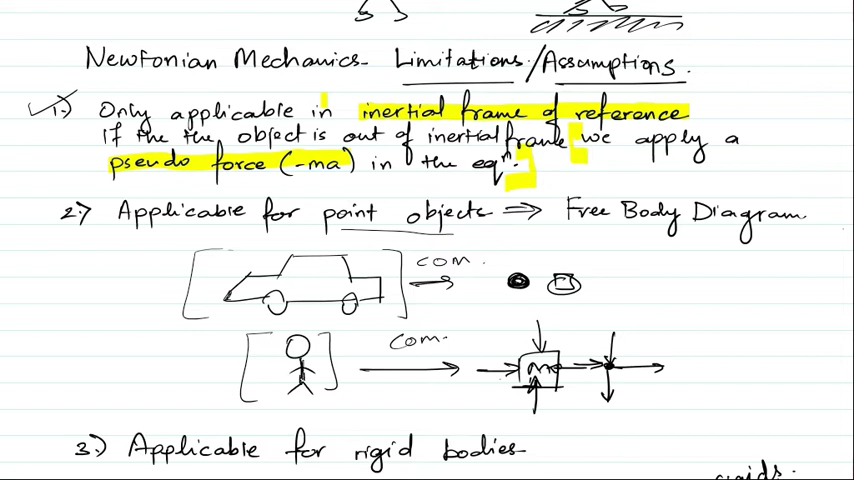 Newtonian Mechanics - Limitations / Assumptions.
1.) Only applicable in inertial frame of reference
if the the object is out of inertial frame we apply a
pseudo force (-ma) in the eqⁿ.
2.) Applicable for point objects ⇒ Free Body Diagram
com.
com.
m
3.) Applicable for rigid bodies